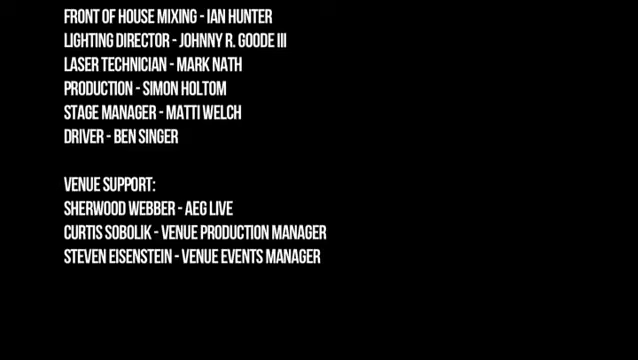 FRONT OF HOUSE MIXING - IAN HUNTER
LIGHTING DIRECTOR - JOHNNY R. GOODE III
LASER TECHNICIAN - MARK NATH
PRODUCTION - SIMON HOLTOM
STAGE MANAGER - MATTI WELCH
DRIVER - BEN SINGER
VENUE SUPPORT:
SHERWOOD WEBBER - AEG LIVE
CURTIS SOBOLIK - VENUE PRODUCTION MANAGER
STEVEN EISENSTEIN - VENUE EVENTS MANAGER